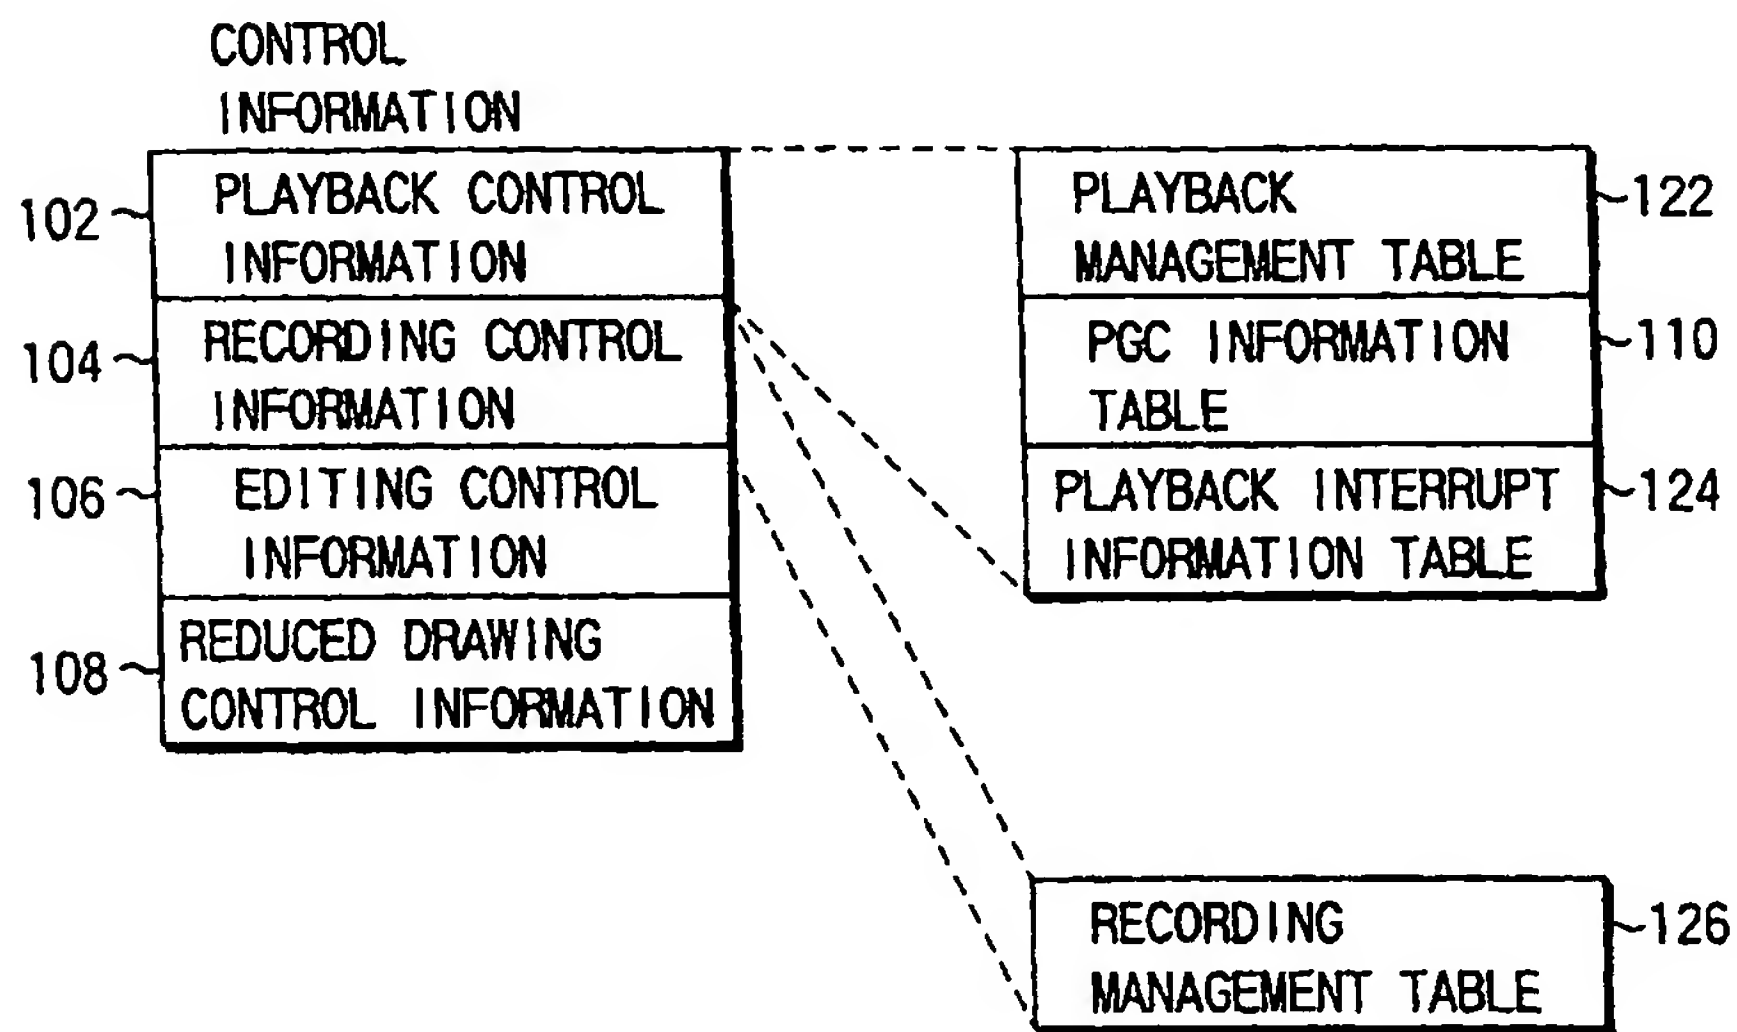 CONTROL
INFORMATION
102
PLAYBACK CONTROL
INFORMATION
104
RECORDING CONTROL
INFORMATION
106
EDITING CONTROL
INFORMATION
108
REDUCED DRAWING
CONTROL INFORMATION
PLAYBACK
MANAGEMENT TABLE
122
PGC INFORMATION
TABLE
110
PLAYBACK INTERRUPT
INFORMATION TABLE
124
RECORDING
MANAGEMENT TABLE
126